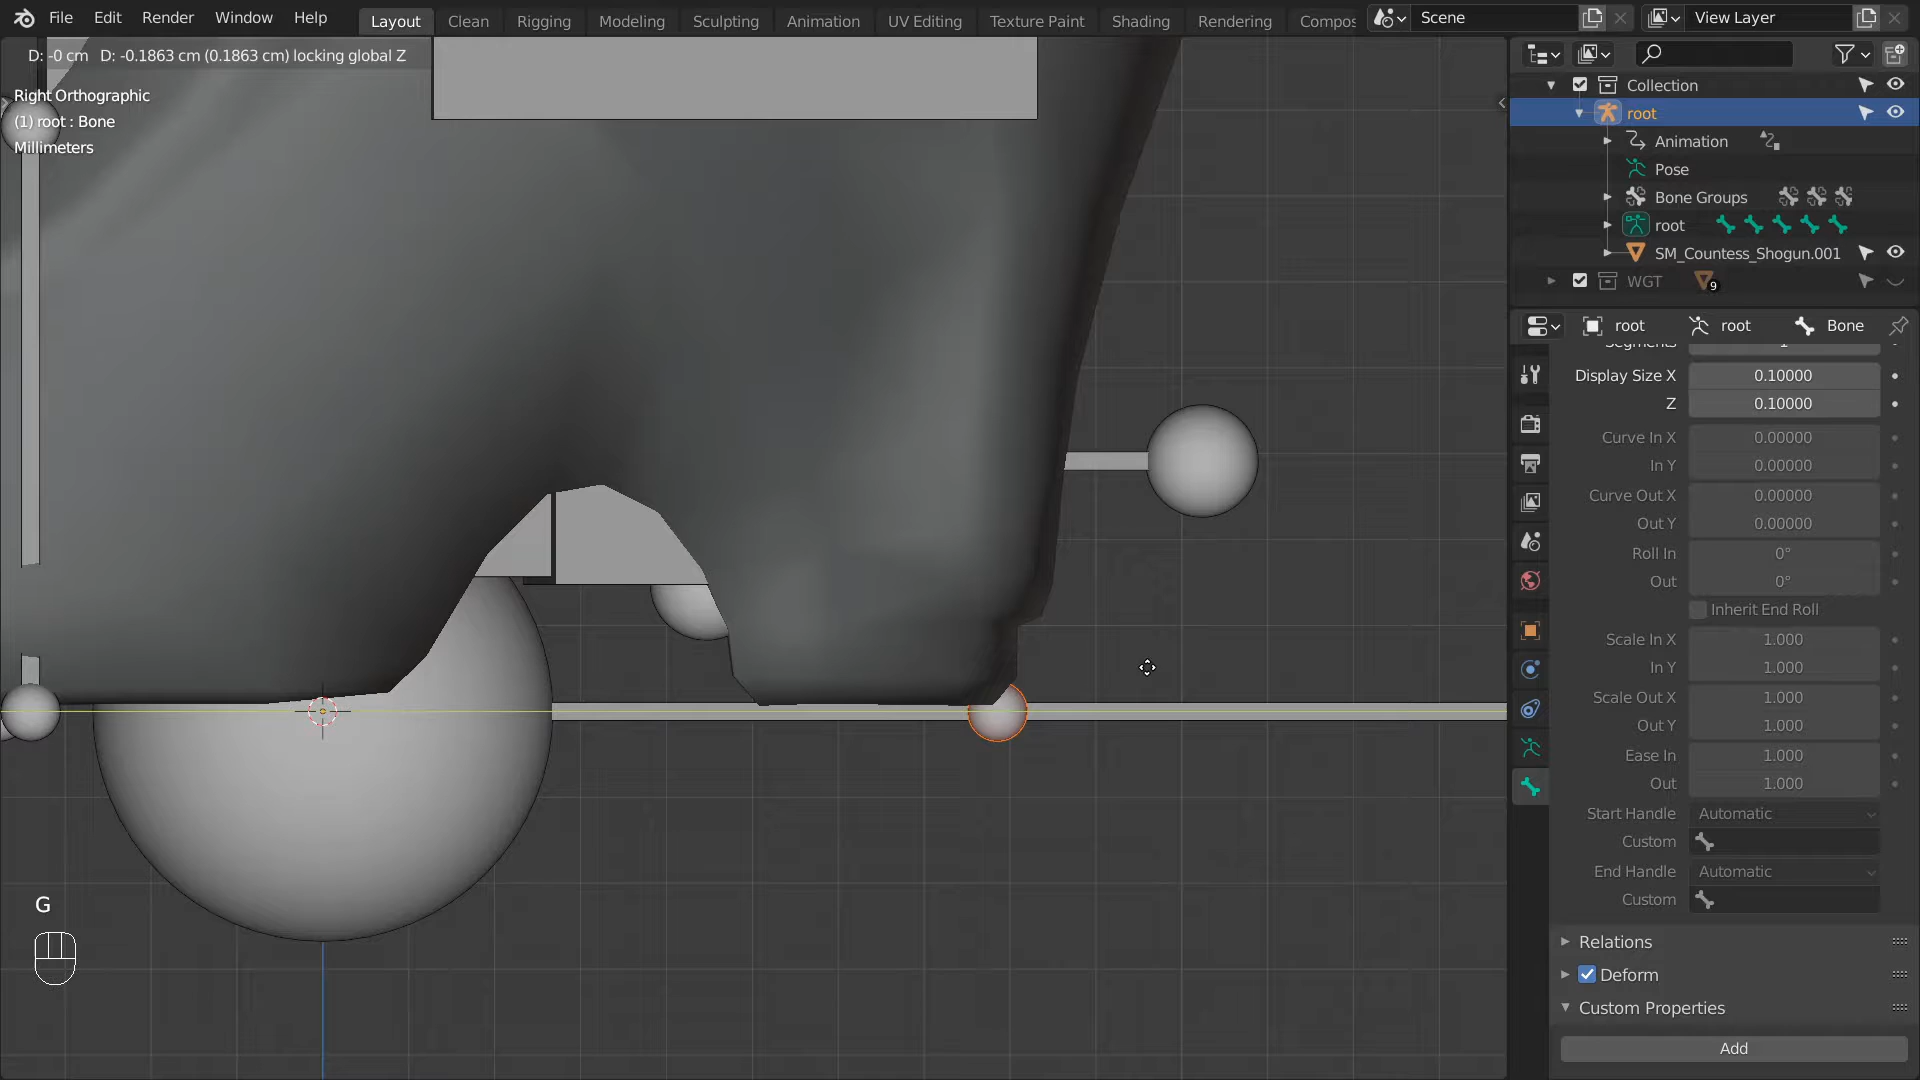 File Edit Render Window Help Layout Clean Rigging Modeling Sculpting Animation UV Editing Texture Paint Shading Rendering Compos Scene View Layer
D: -0 cm D: -0.1863 cm (0.1863 cm) locking global Z
Right Orthographic
(1) root : Bone
Millimeters
G
Collection
root
Animation
Pose
Bone Groups
root
SM_Countess_Shogun.001
WGT 9
root root Bone
Segments 1
Display Size X 0.10000
Z 0.10000
Curve In X 0.00000
In Y 0.00000
Curve Out X 0.00000
Out Y 0.00000
Roll In 0°
Out 0°
Inherit End Roll
Scale In X 1.000
In Y 1.000
Scale Out X 1.000
Out Y 1.000
Ease In 1.000
Out 1.000
Start Handle Automatic
Custom
End Handle Automatic
Custom
Relations
Deform
Custom Properties
Add